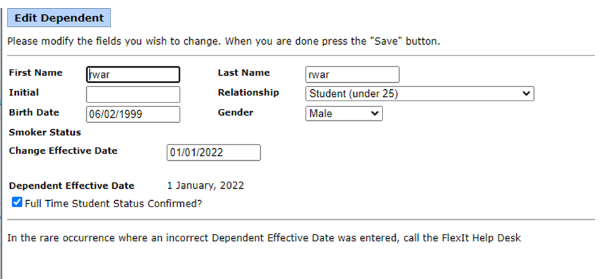 Edit Dependent
Please modify the fields you wish to change. When you are done press the "Save" button.
First Name rwar Last Name rwar
Initial Relationship Student (under 25)
Birth Date 06/02/1999 Gender Male
Smoker Status
Change Effective Date 01/01/2022
Dependent Effective Date 1 January, 2022
Full Time Student Status Confirmed?
In the rare occurrence where an incorrect Dependent Effective Date was entered, call the FlexIt Help Desk